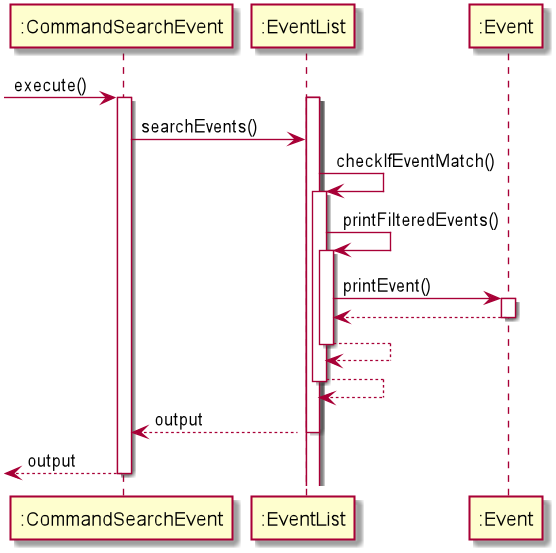 :CommandSearchEvent
:EventList
:Event
execute()
searchEvents()
checkIfEventMatch()
printFilteredEvents()
printEvent()
output
output
:CommandSearchEvent
:EventList
:Event